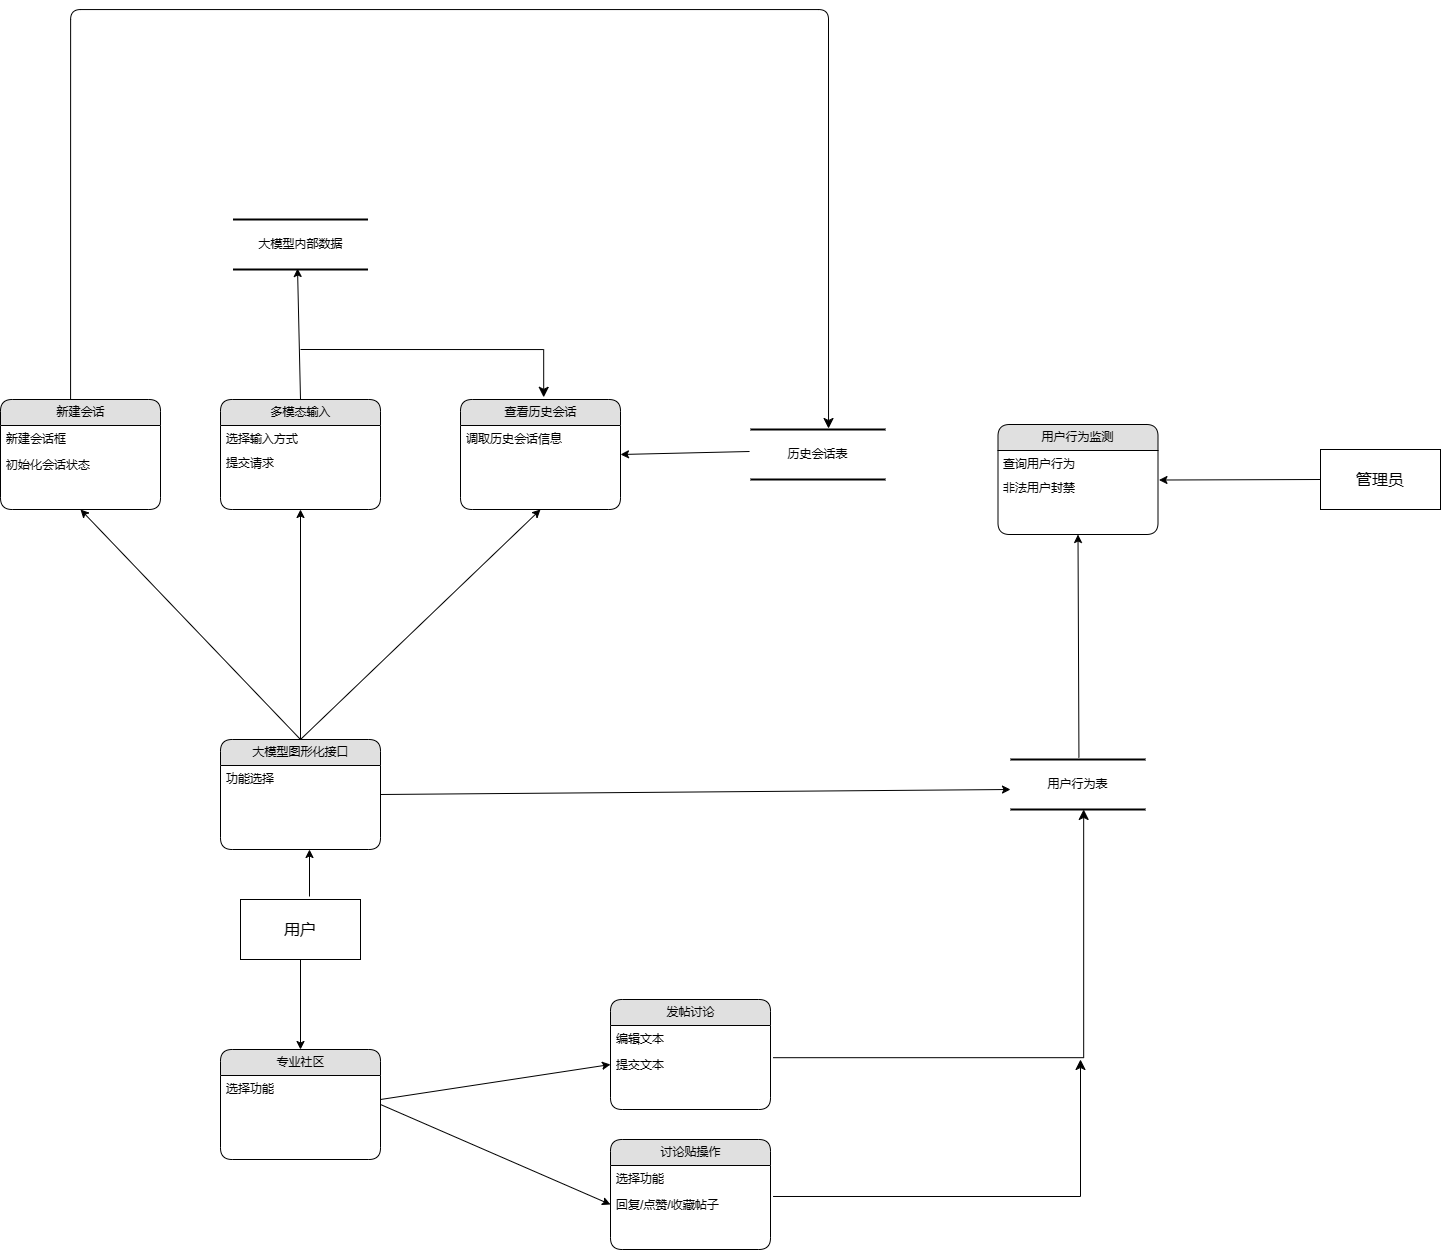 大模型内部数据
新建会话
新建会话框
初始化会话状态
多模态输入
选择输入方式
提交请求
查看历史会话
调取历史会话信息
历史会话表
用户行为监测
查询用户行为
非法用户封禁
管理员
大模型图形化接口
功能选择
用户行为表
用户
专业社区
选择功能
发帖讨论
编辑文本
提交文本
讨论贴操作
选择功能
回复/点赞/收藏帖子